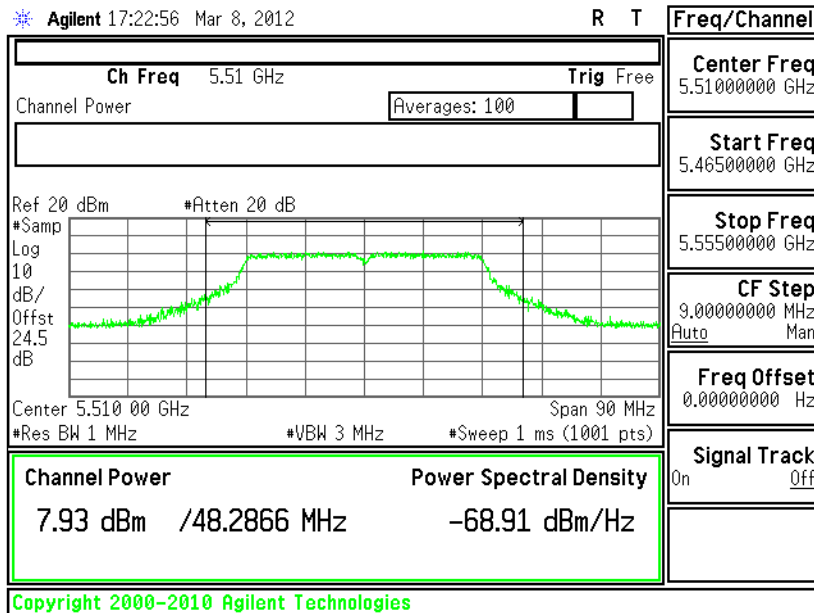 Agilent 17:22:56 Mar 8, 2012 R T
Freq/Channel
Ch Freq 5.51 GHz Trig Free
Channel Power Averages: 100
Ref 20 dBm #Atten 20 dB
#Samp
Log
10
dB/
Offst
24.5
dB
Center 5.510 00 GHz Span 90 MHz
#Res BW 1 MHz #VBW 3 MHz #Sweep 1 ms (1001 pts)
Channel Power Power Spectral Density
7.93 dBm /48.2866 MHz -68.91 dBm/Hz
Center Freq
5.51000000 GHz
Start Freq
5.46500000 GHz
Stop Freq
5.55500000 GHz
CF Step
9.00000000 MHz
Auto Man
Freq Offset
0.00000000 Hz
Signal Track
On Off
Copyright 2000-2010 Agilent Technologies